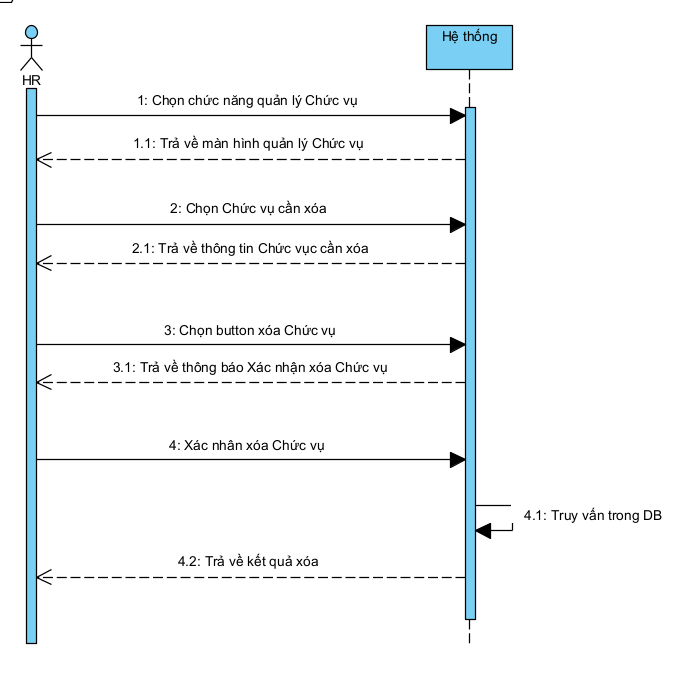 Hệ thống
HR
1: Chọn chức năng quản lý Chức vụ
1.1: Trả về màn hình quản lý Chức vụ
2: Chọn Chức vụ cần xóa
2.1: Trả về thông tin Chức vục cần xóa
3: Chọn button xóa Chức vụ
3.1: Trả về thông báo Xác nhận xóa Chức vụ
4: Xác nhân xóa Chức vụ
4.1: Truy vấn trong DB
4.2: Trả về kết quả xóa